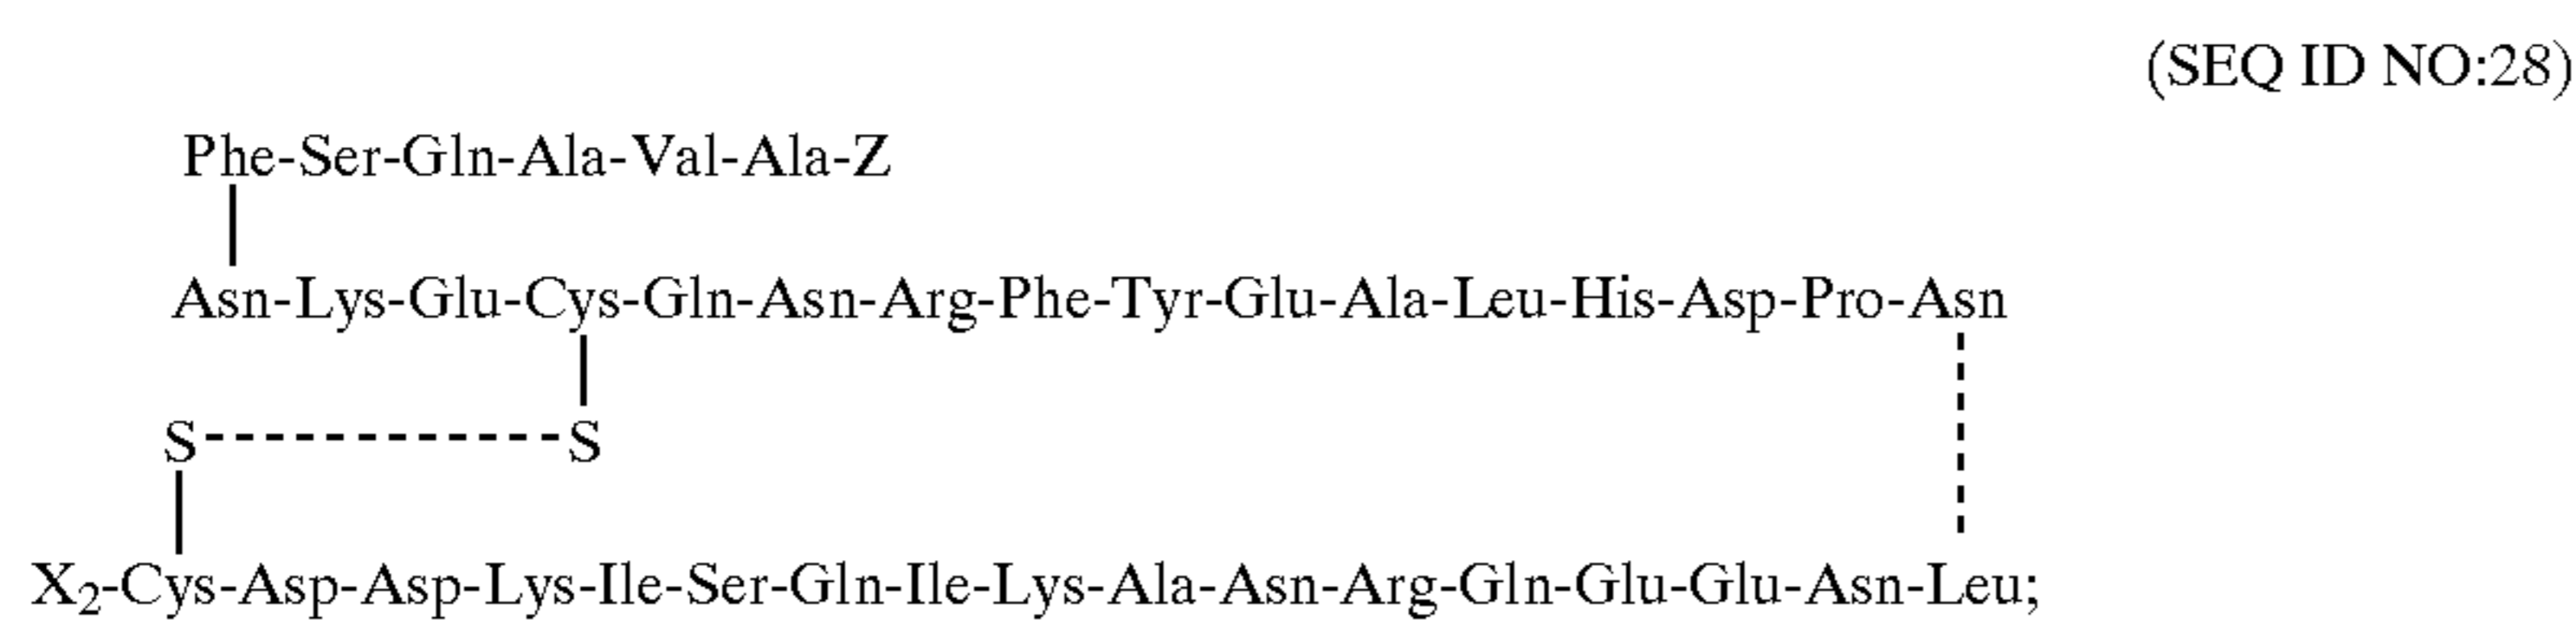 (SEQ ID NO:28)
Phe-Ser-Gln-Ala-Val-Ala-Z
Asn-Lys-Glu-Cys-Gln-Asn-Arg-Phe-Tyr-Glu-Ala-Leu-His-Asp-Pro-Asn
S S
X₂-Cys-Asp-Asp-Lys-Ile-Ser-Gln-Ile-Lys-Ala-Asn-Arg-Gln-Glu-Glu-Asn-Leu;